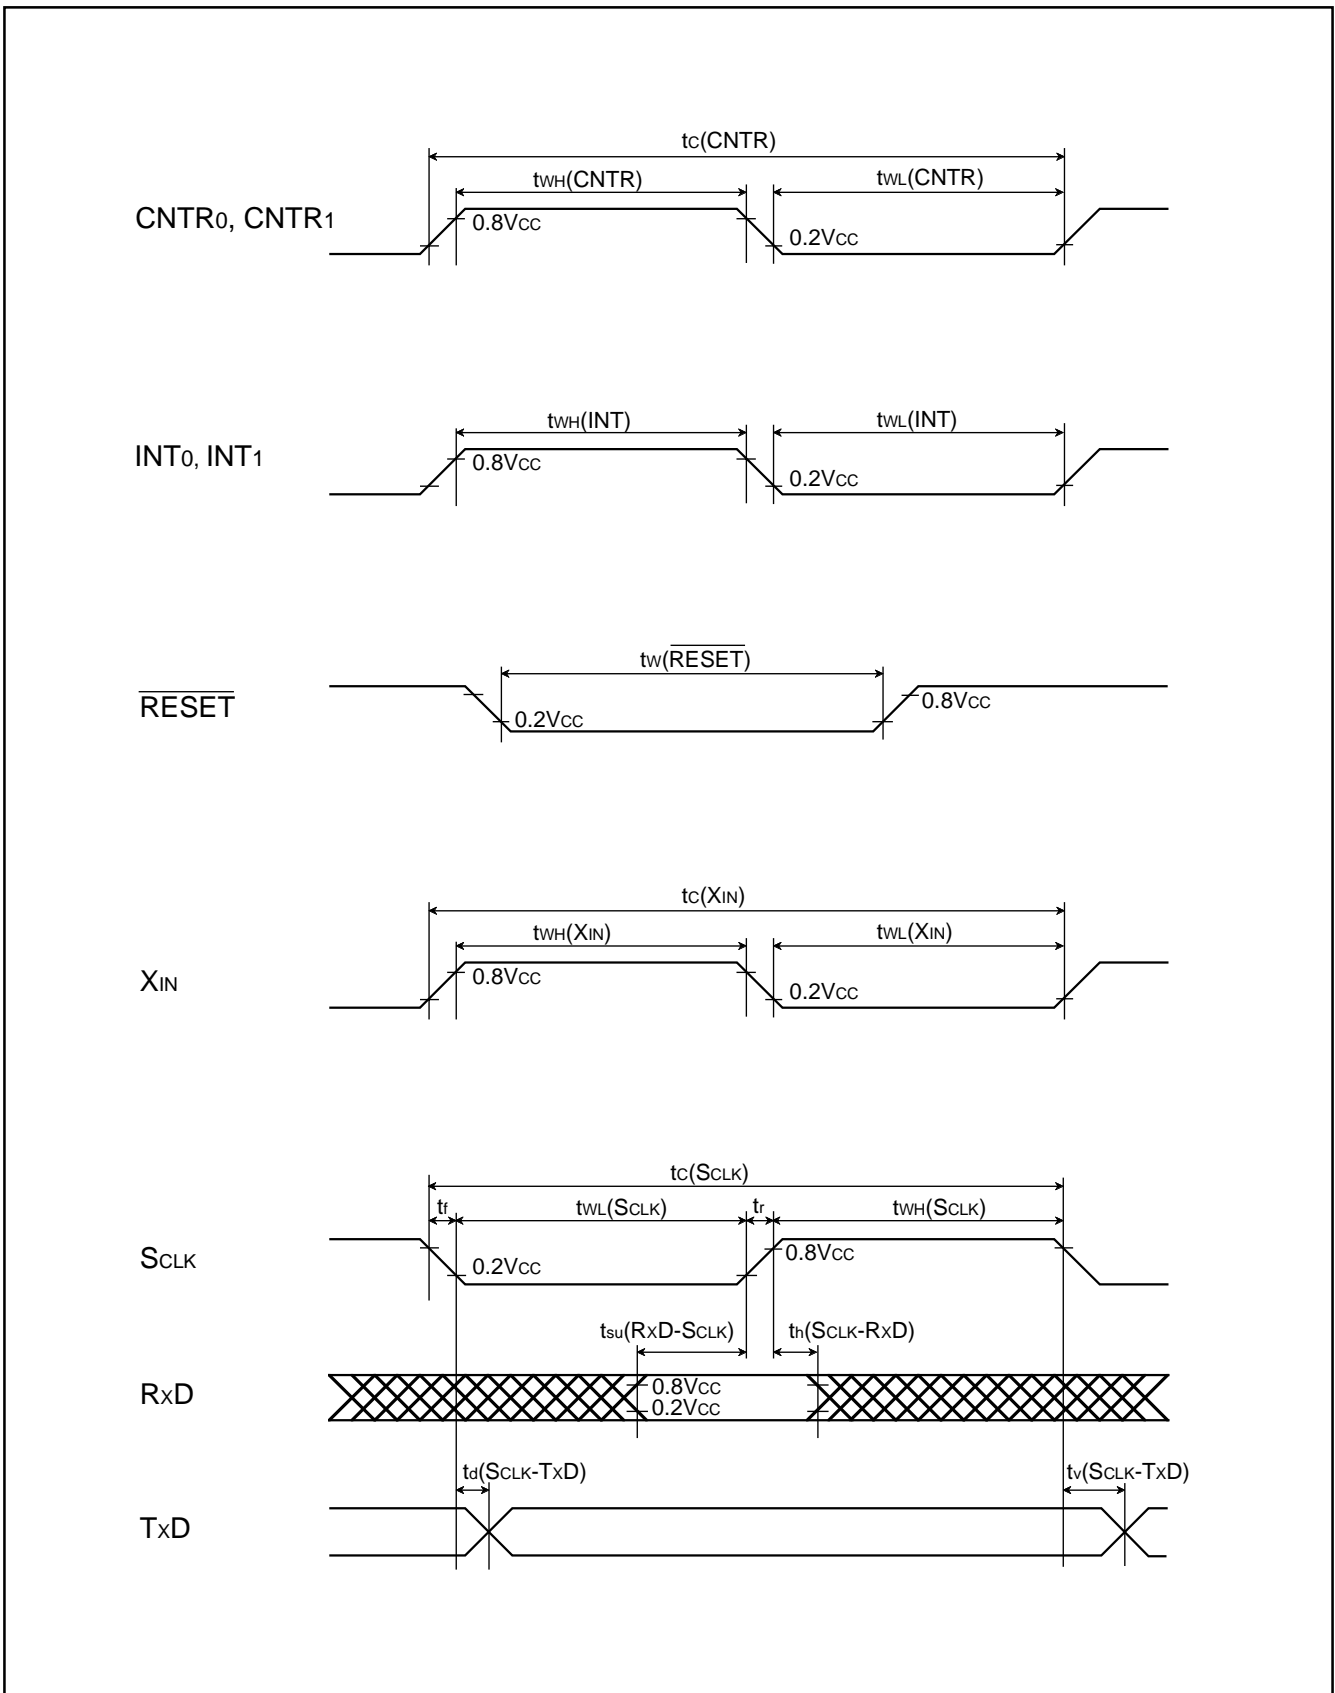 tC(CNTR)
tWH(CNTR) tWL(CNTR)
CNTR0, CNTR1 0.8VCC 0.2VCC
tWH(INT) tWL(INT)
INT0, INT1 0.8VCC 0.2VCC
tW(RESET)
RESET 0.2VCC 0.8VCC
tC(XIN)
tWH(XIN) tWL(XIN)
XIN 0.8VCC 0.2VCC
tC(SCLK)
tf tWL(SCLK) tr tWH(SCLK)
SCLK 0.2VCC 0.8VCC
tsu(RXD-SCLK) th(SCLK-RXD)
RXD 0.8VCC
0.2VCC
td(SCLK-TXD) tv(SCLK-TXD)
TXD